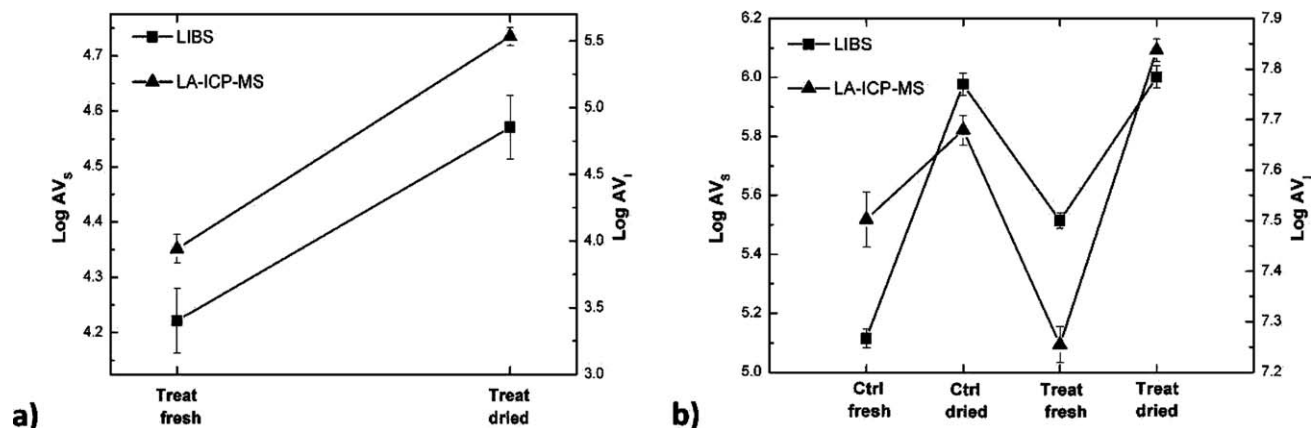 LIBS
LA-ICP-MS
Log AVs
4.7
4.6
4.5
4.4
4.3
4.2
Log AVI
5.5
5.0
4.5
4.0
3.5
3.0
Treat fresh
Treat dried
a)
LIBS
LA-ICP-MS
Log AVs
6.2
6.0
5.8
5.6
5.4
5.2
5.0
Log AVI
7.9
7.8
7.7
7.6
7.5
7.4
7.3
7.2
Ctrl fresh
Ctrl dried
Treat fresh
Treat dried
b)